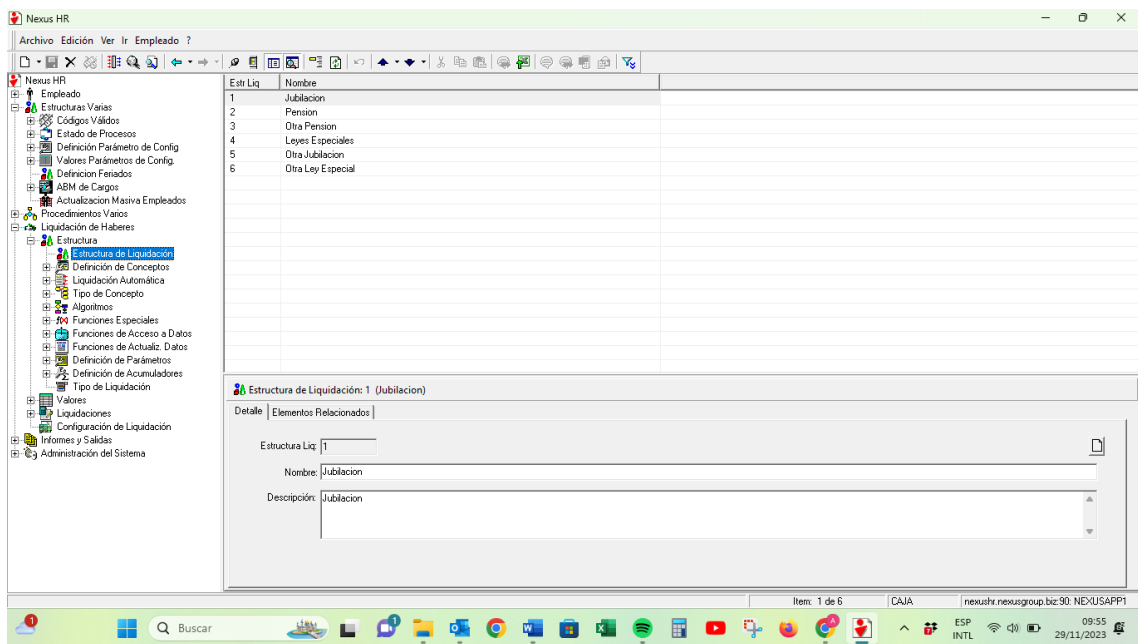 Nexus HR
Archivo Edición Ver Ir Empleado ?
Nexus HR
Empleado
Estructuras Varias
Códigos Válidos
Estado de Procesos
Definición Parámetro de Config
Valores Parámetros de Config.
Definicion Feriados
ABM de Cargos
Actualizacion Masiva Empleados
Procedimientos Varios
Liquidación de Haberes
Estructura
Estructura de Liquidación
Definición de Conceptos
Liquidación Automática
Tipo de Concepto
Algoritmos
Funciones Especiales
Funciones de Acceso a Datos
Funciones de Actualiz. Datos
Definición de Parámetros
Definición de Acumuladores
Tipo de Liquidación
Valores
Liquidaciones
Configuración de Liquidación
Informes y Salidas
Administración del Sistema
Estr Liq Nombre
1 Jubilacion
2 Pension
3 Otra Pension
4 Leyes Especiales
5 Otra Jubilacion
6 Otra Ley Especial
Estructura de Liquidación: 1 (Jubilacion)
Detalle Elementos Relacionados
Estructura Liq: 1
Nombre: Jubilacion
Descripción: Jubilacion
Item: 1 de 6 CAJA nexushr.nexusgroup.biz:90: NEXUSAPP1
1
Buscar
ESP
INTL
09:55
29/11/2023